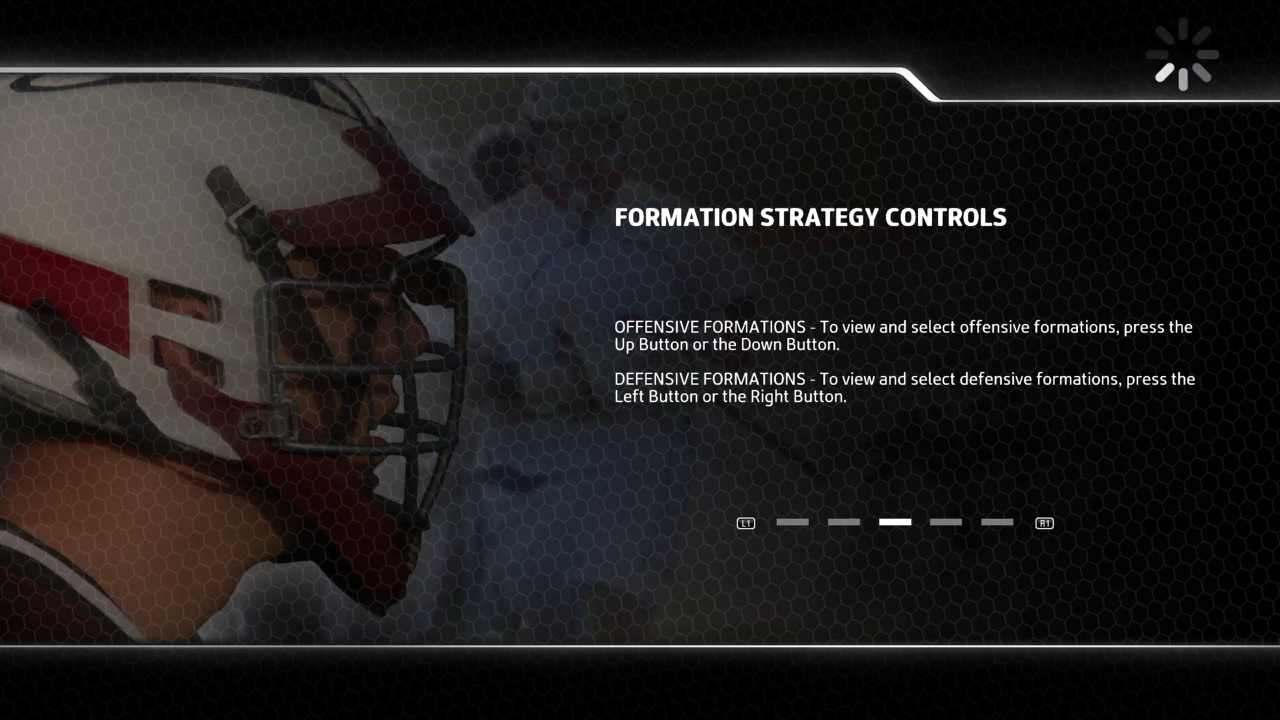 FORMATION STRATEGY CONTROLS
OFFENSIVE FORMATIONS - To view and select offensive formations, press the
Up Button or the Down Button.
DEFENSIVE FORMATIONS - To view and select defensive formations, press the
Left Button or the Right Button.
L1 R1